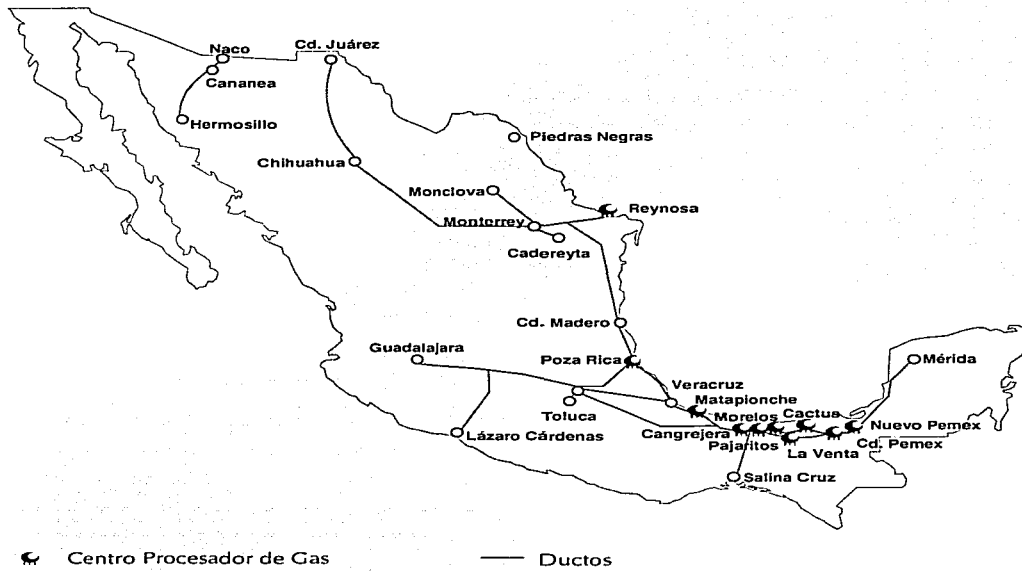 Naco
Cd. Juárez
Cananea
Hermosillo
Piedras Negras
Chihuahua
Monclova
Reynosa
Monterrey
Cadereyta
Cd. Madero
Guadalajara
Poza Rica
Mérida
Veracruz
Matapionche
Toluca
Morelos
Cactus
Nuevo Pemex
Lázaro Cárdenas
Cangrejera
Pajaritos
Cd. Pemex
La Venta
Salina Cruz
Centro Procesador de Gas
Ductos